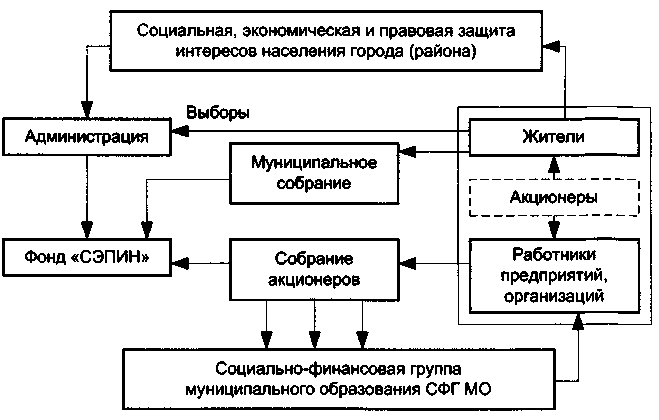 Социальная, экономическая и правовая защита
интересов населения города (района)
Выборы
Администрация
Жители
Муниципальное
собрание
Акционеры
Фонд «СЭПИН»
Собрание
акционеров
Работники
предприятий,
организаций
Социально-финансовая группа
муниципального образования СФГ МО